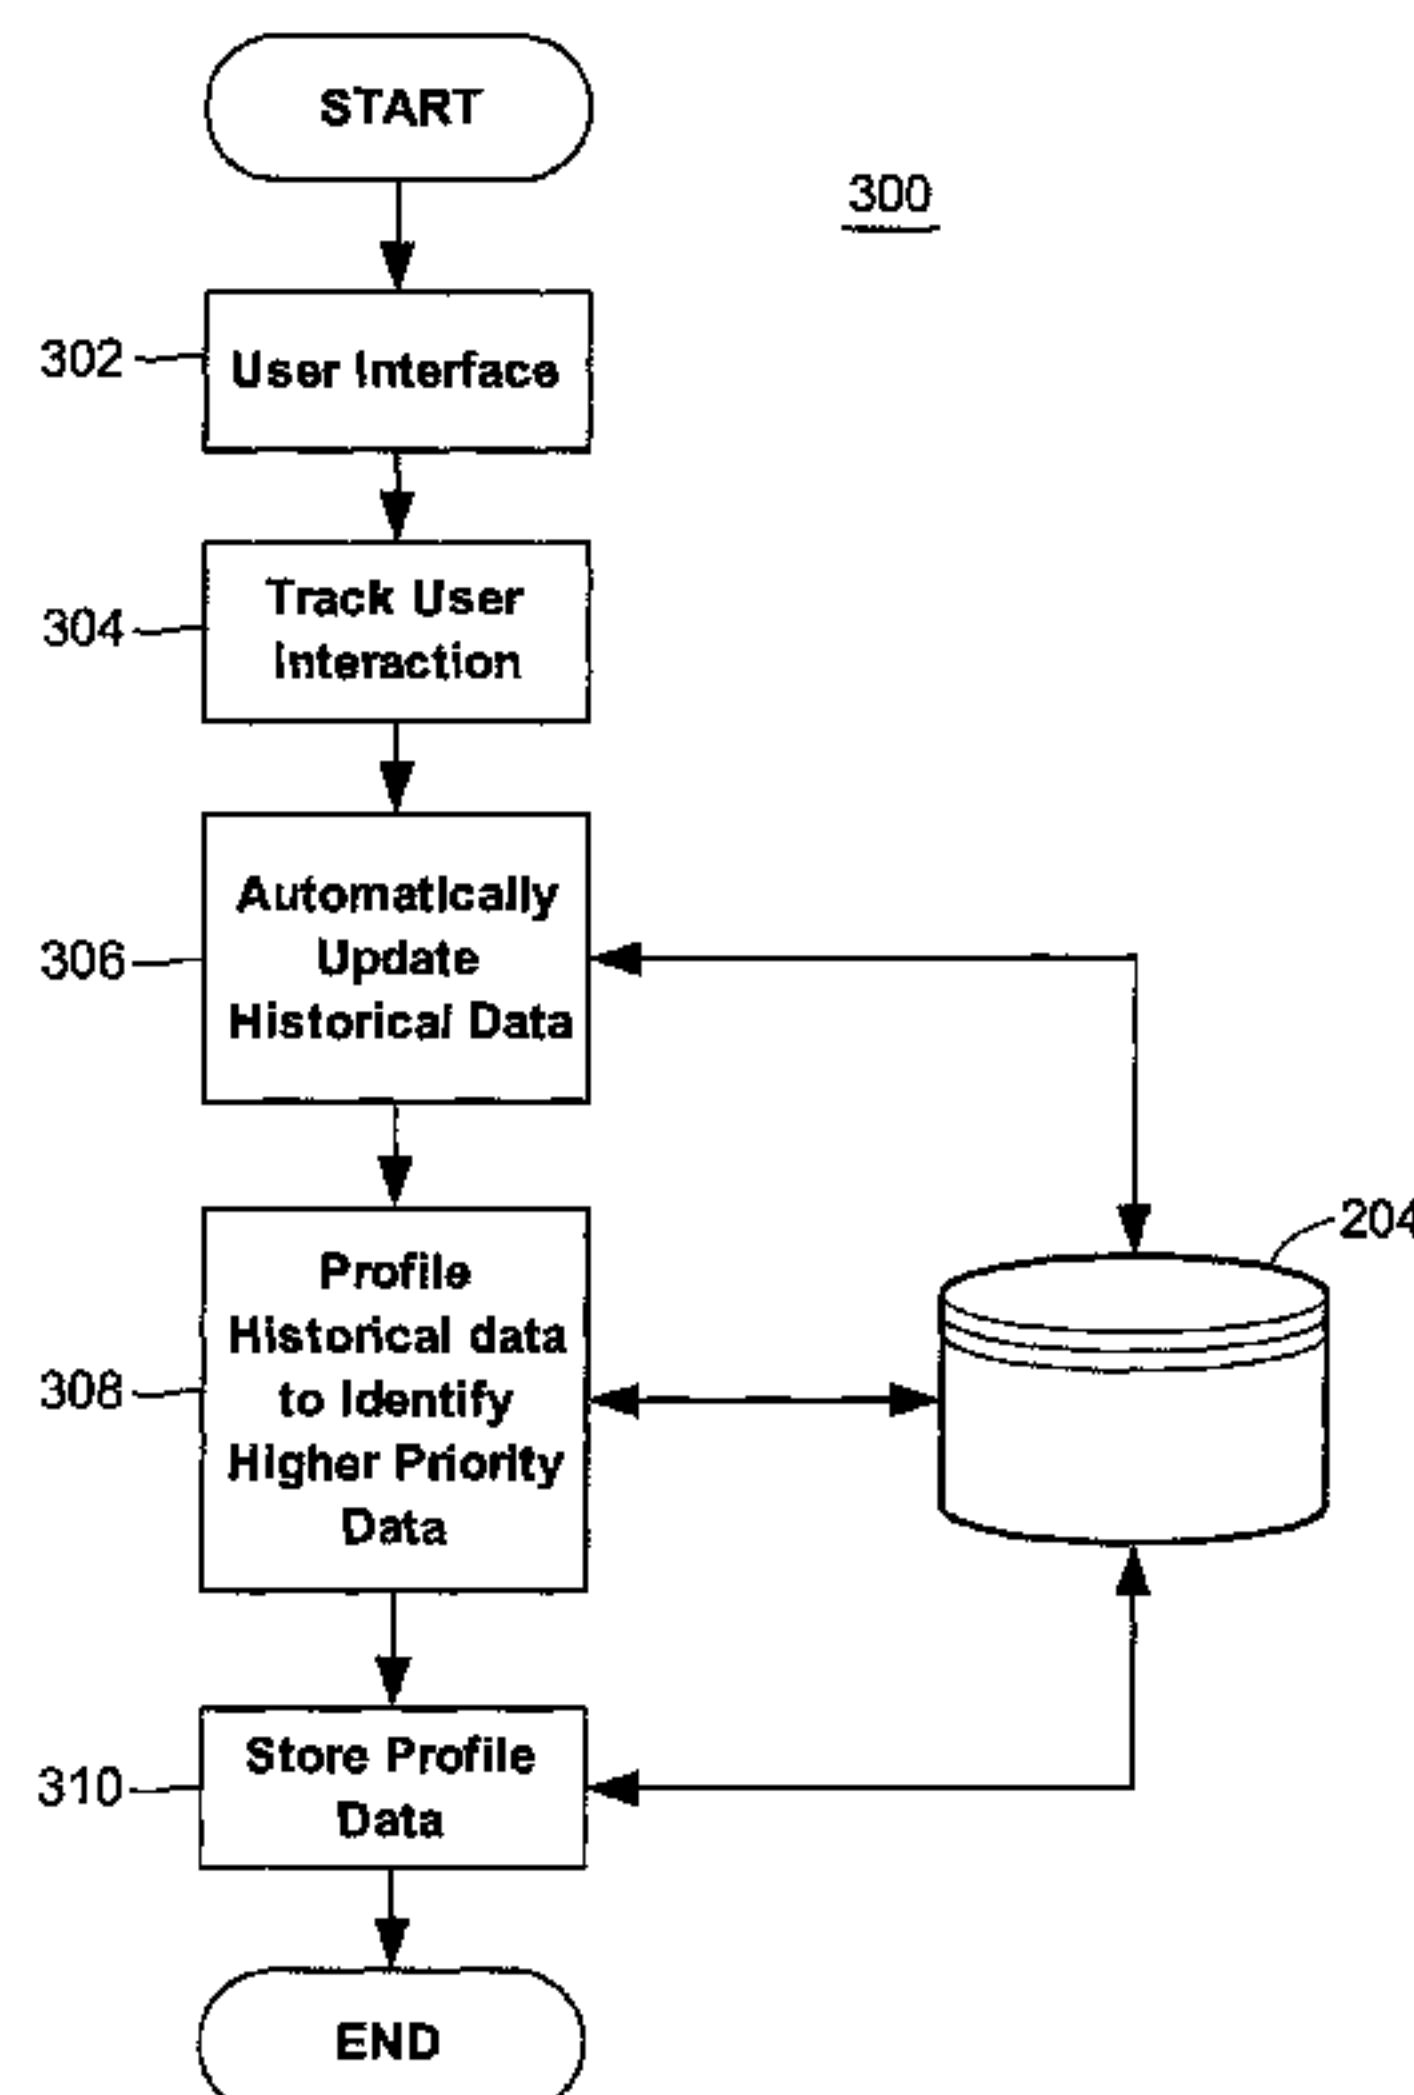 START
300
302
User Interface
304
Track User
Interaction
306
Automatically
Update
Historical Data
308
Profile
Historical data
to Identify
Higher Priority
Data
204
310
Store Profile
Data
END